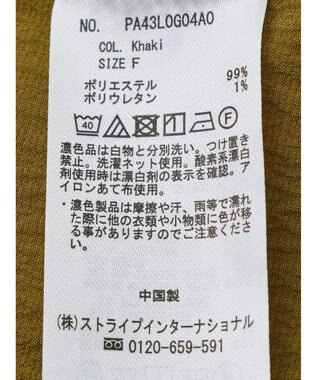 NO. PA43L0G04A0
COL. Khaki
SIZE F
ポリエステル 99%
ポリウレタン 1%
40 F
濃色品は白物と分別洗い。つけ置き
禁止。洗濯ネット使用。酸素系漂白
剤使用時は漂白剤の表示を確認。ア
イロンあて布使用。
・濃色製品は摩擦や汗、雨等で濡れ
た際に他の衣類や小物類に色が移
る事がありますのでご注意くださ
い。
中国製
(株)ストライプインターナショナル
0120-659-591